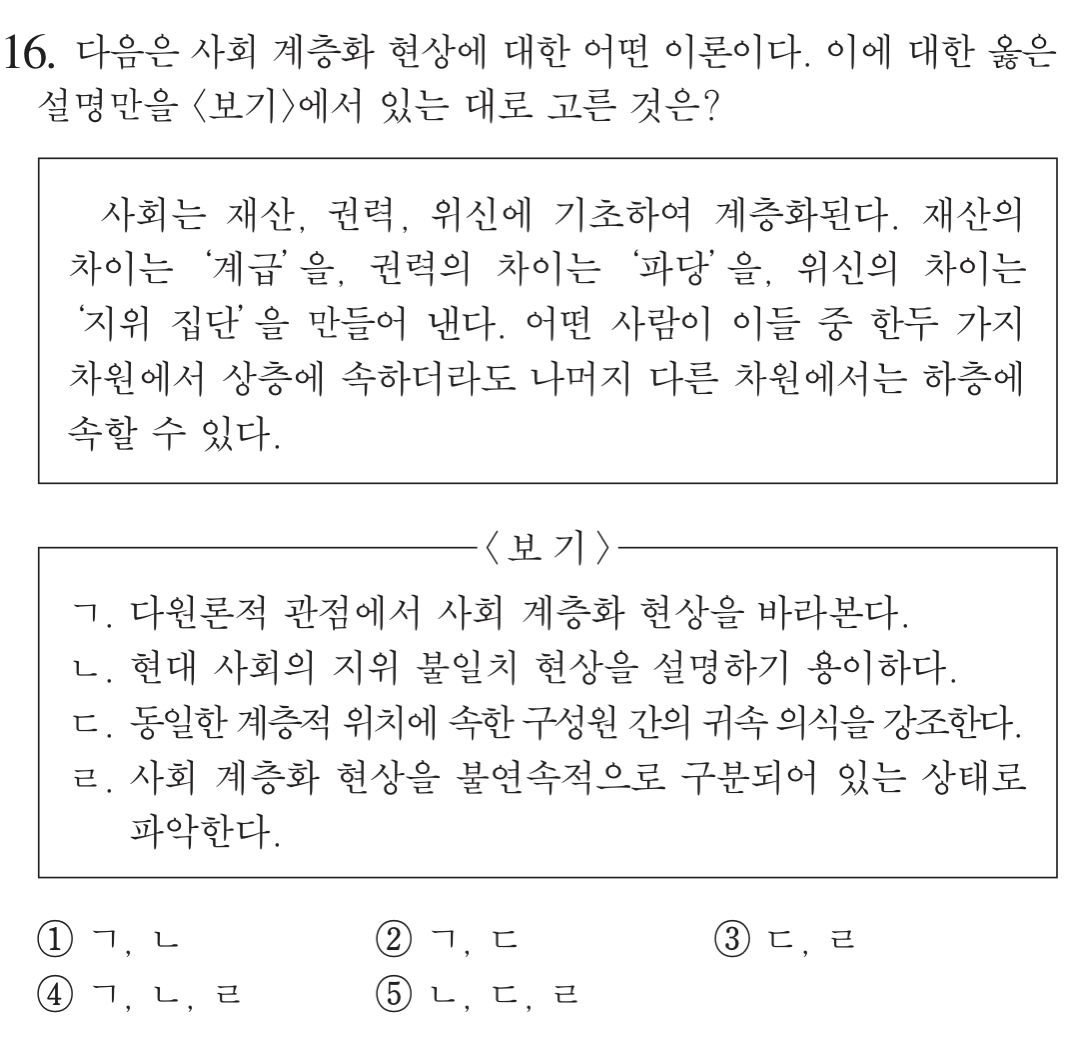 16. 다음은 사회 계층화 현상에 대한 어떤 이론이다. 이에 대한 옳은
설명만을 〈보기〉에서 있는 대로 고른 것은?
사회는 재산, 권력, 위신에 기초하여 계층화된다. 재산의
차이는 ‘계급’을, 권력의 차이는 ‘파당’을, 위신의 차이는
‘지위 집단’을 만들어 낸다. 어떤 사람이 이들 중 한두 가지
차원에서 상층에 속하더라도 나머지 다른 차원에서는 하층에
속할 수 있다.
〈보 기〉
ㄱ. 다원론적 관점에서 사회 계층화 현상을 바라본다.
ㄴ. 현대 사회의 지위 불일치 현상을 설명하기 용이하다.
ㄷ. 동일한 계층적 위치에 속한 구성원 간의 귀속 의식을 강조한다.
ㄹ. 사회 계층화 현상을 불연속적으로 구분되어 있는 상태로
파악한다.
① ㄱ, ㄴ ② ㄱ, ㄷ ③ ㄷ, ㄹ
④ ㄱ, ㄴ, ㄹ ⑤ ㄴ, ㄷ, ㄹ